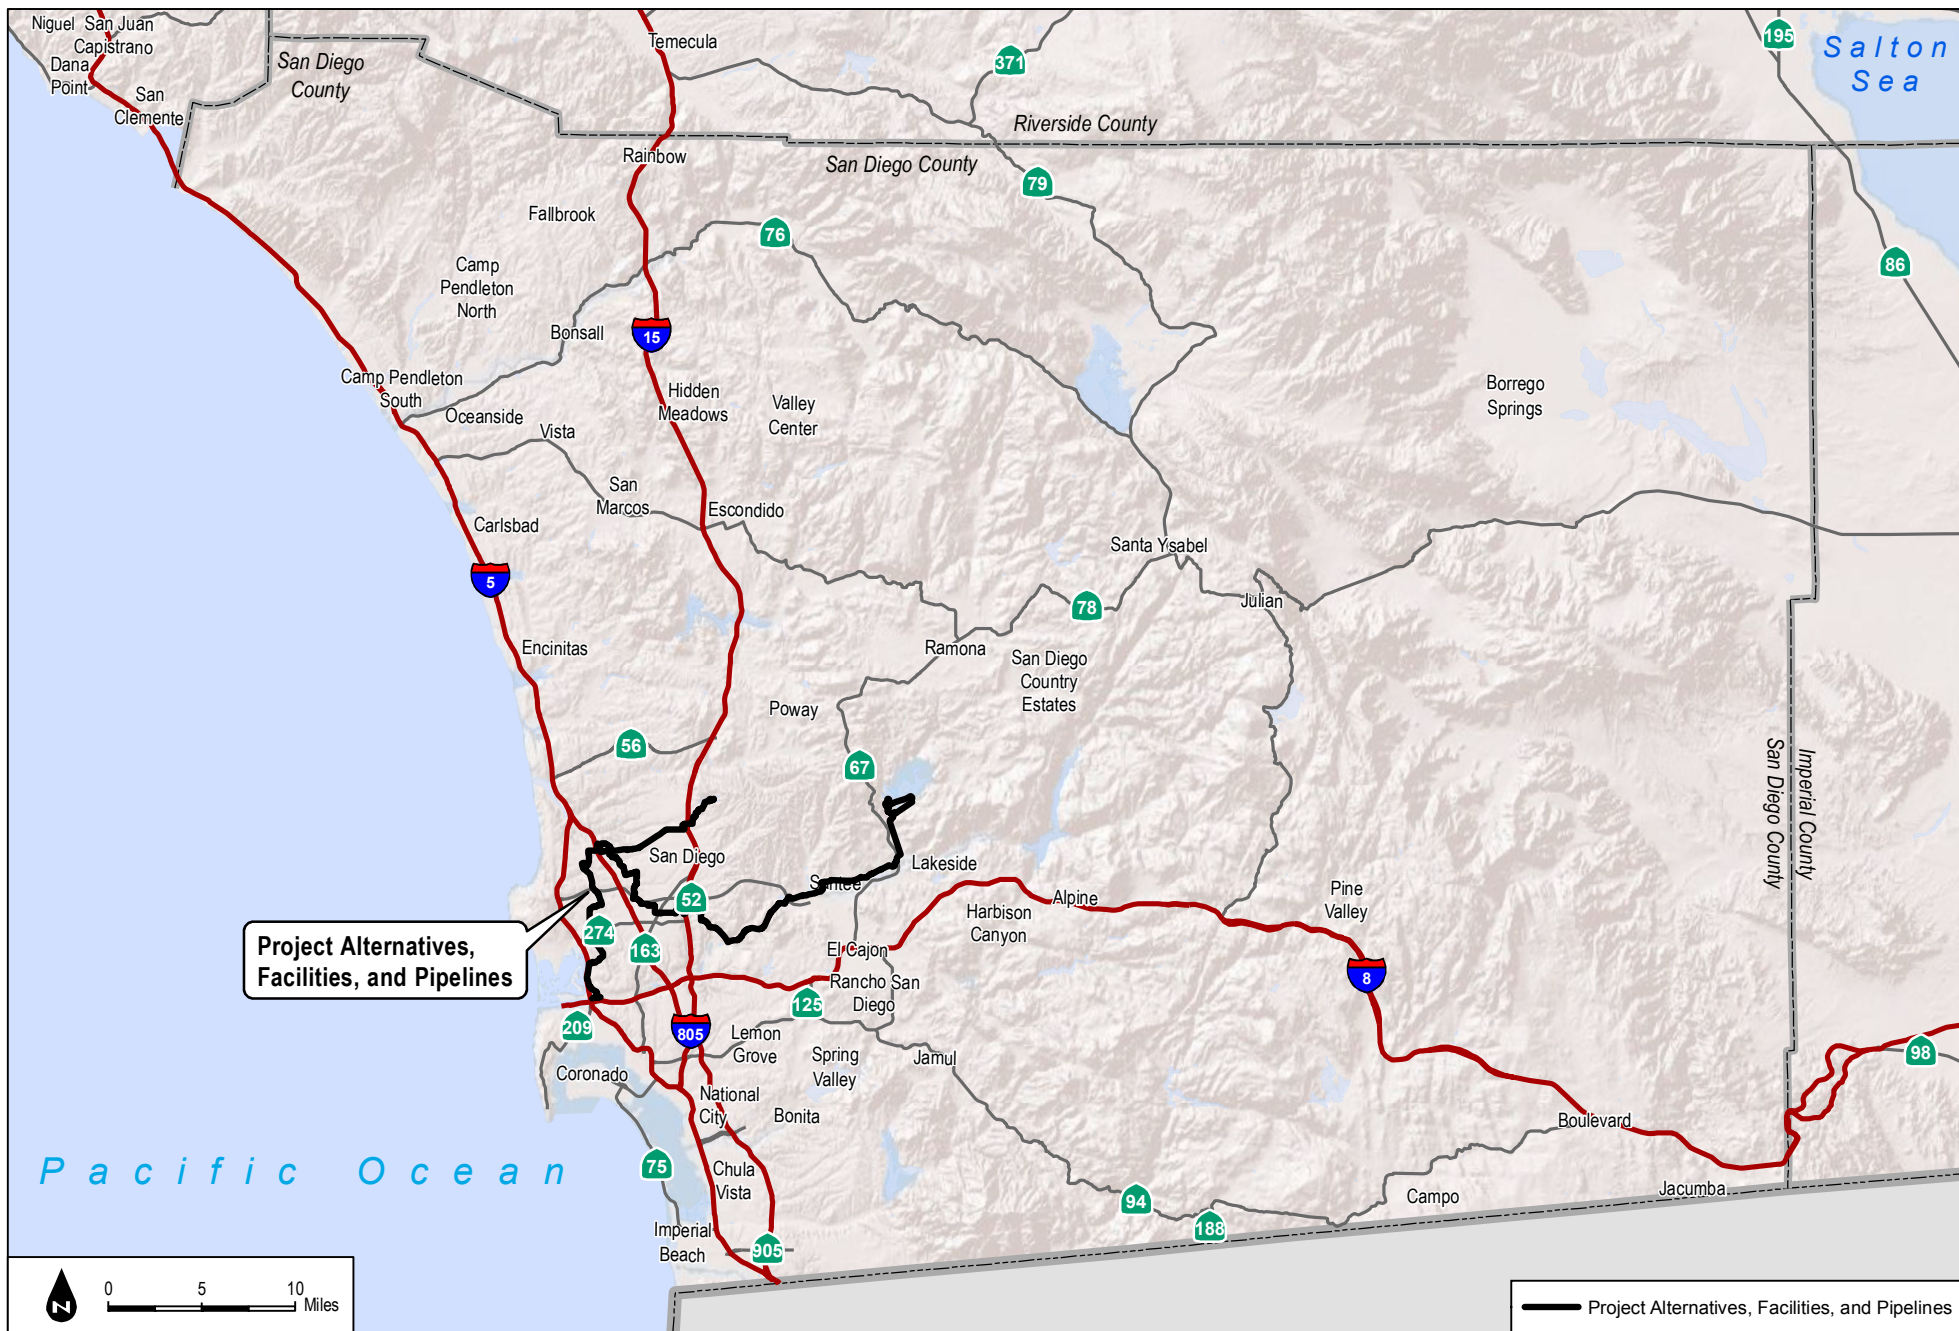 Niguel
San Juan
Capistrano
Dana
Point
San
Clemente
San Diego
County
Temecula
371
195
Salton
Sea
Riverside County
San Diego County
Rainbow
79
Fallbrook
76
86
Camp
Pendleton
North
Bonsall
15
Camp Pendleton
South
Oceanside
Hidden
Meadows
Valley
Center
Borrego
Springs
Vista
San
Marcos
Escondido
Carlsbad
Santa Ysabel
5
78
Julian
Encinitas
Ramona
San Diego
Country
Estates
Poway
56
67
San Diego County
Imperial County
San Diego
Lakeside
Santee
52
Alpine
Pine
Valley
Harbison
Canyon
274
163
Project Alternatives,
Facilities, and Pipelines
El Cajon
Rancho San
Diego
8
125
209
805
Lemon
Grove
Spring
Valley
Jamul
98
Coronado
National
City
Bonita
Boulevard
Pacific Ocean
75
Chula
Vista
94
188
Campo
Jacumba
Imperial
Beach
905
N
0 5 10
Miles
Project Alternatives, Facilities, and Pipelines